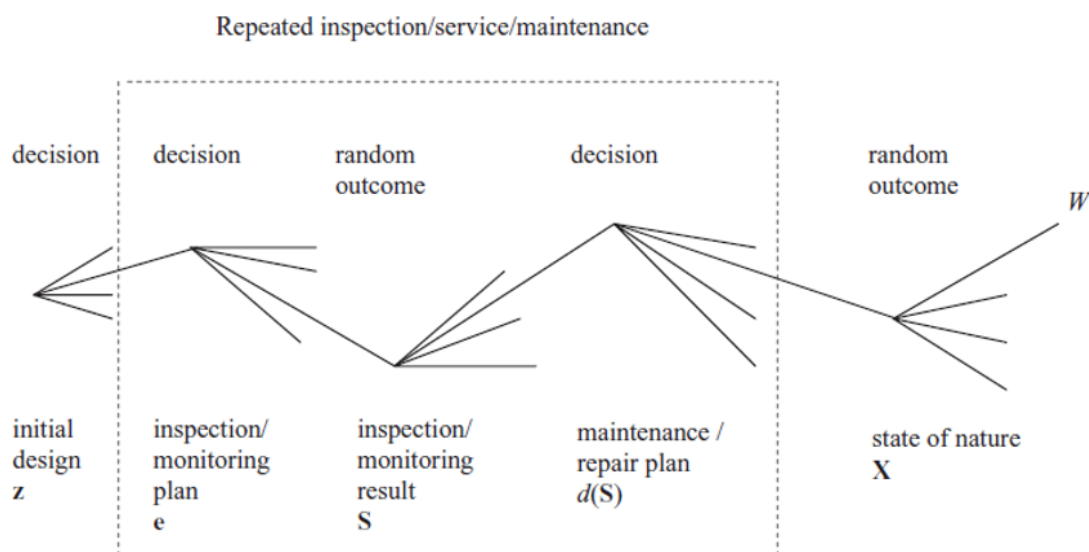 Repeated inspection/service/maintenance
decision
decision
random
outcome
decision
random
outcome
W
initial
design
z
inspection/
monitoring
plan
e
inspection/
monitoring
result
S
maintenance /
repair plan
d(S)
state of nature
X